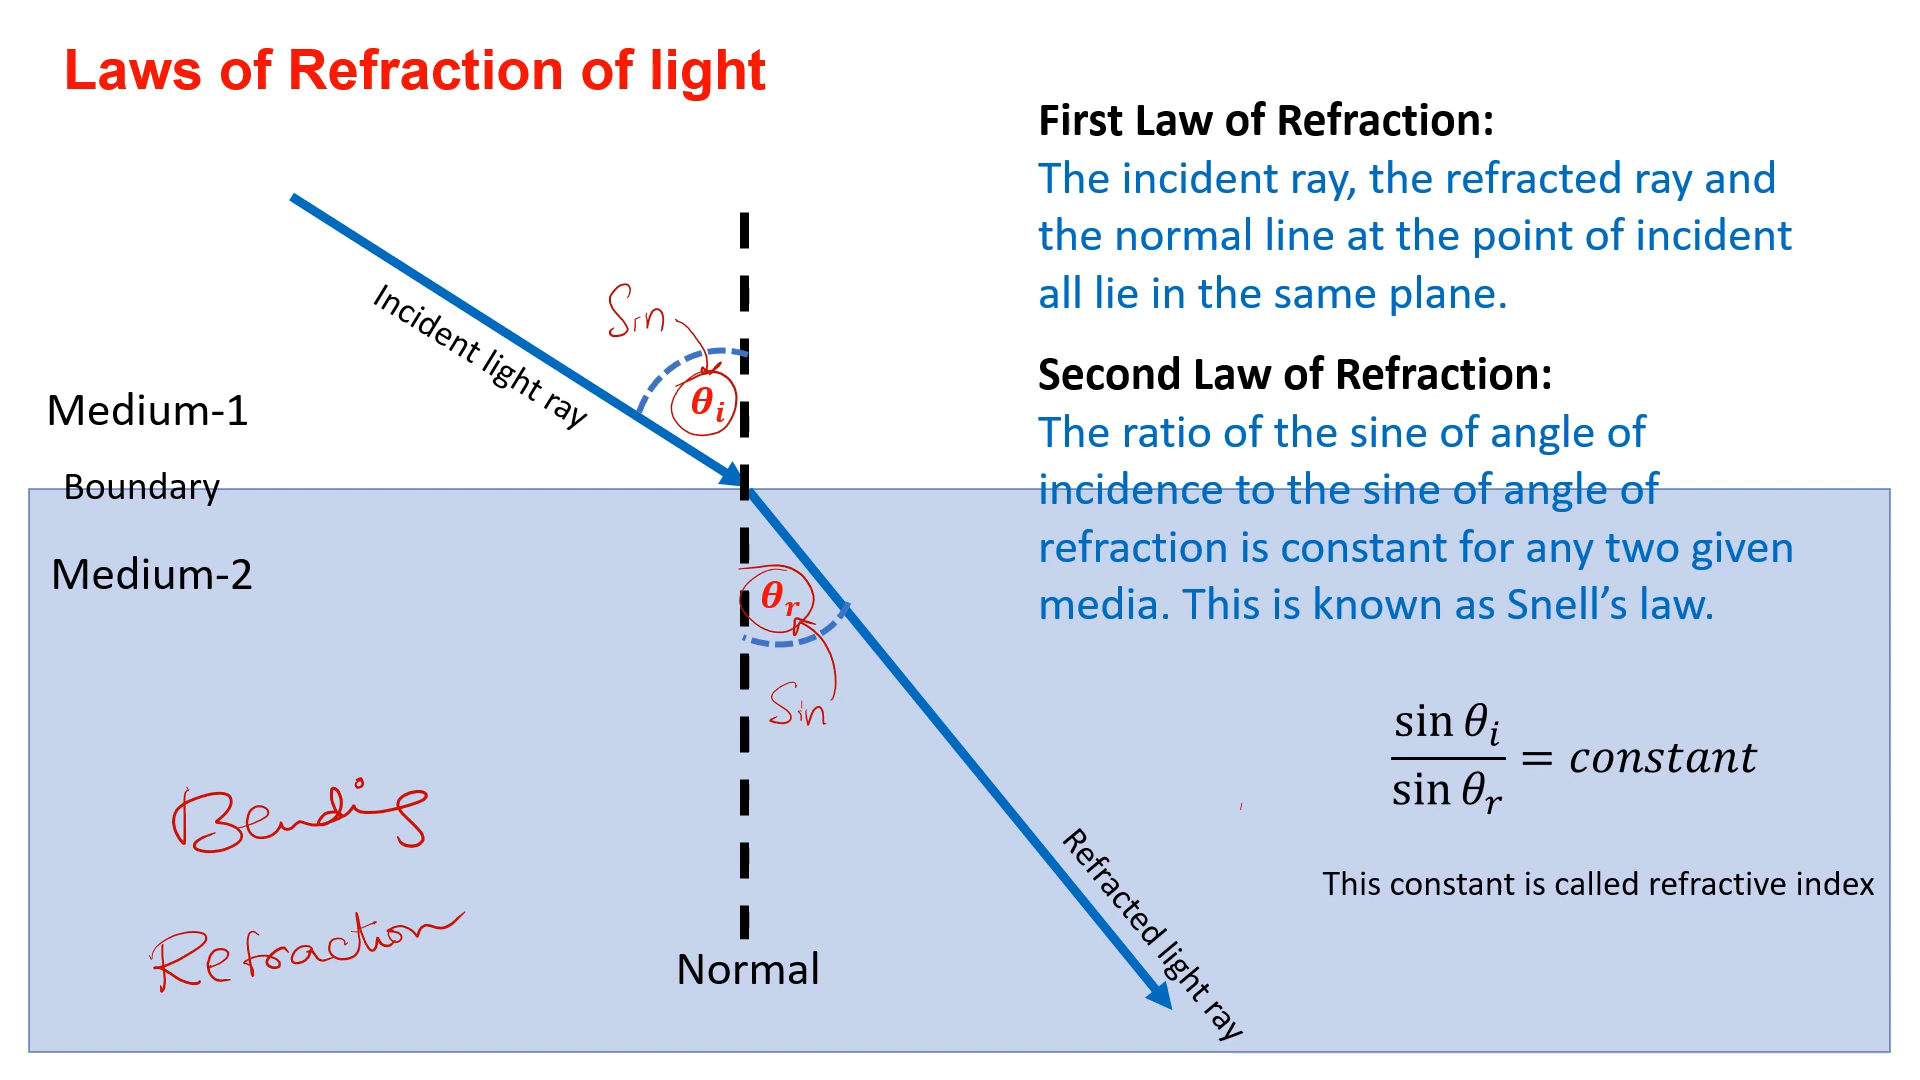 Laws of Refraction of light
First Law of Refraction:
The incident ray, the refracted ray and
the normal line at the point of incident
all lie in the same plane.
Second Law of Refraction:
The ratio of the sine of angle of
incidence to the sine of angle of
refraction is constant for any two given
media. This is known as Snell’s law.
sin θᵢ / sin θᵣ = constant
This constant is called refractive index
Incident light ray
Sin
θᵢ
Medium-1
Boundary
Medium-2
θᵣ
Sin
Bending
Refraction
Refracted light ray
Normal